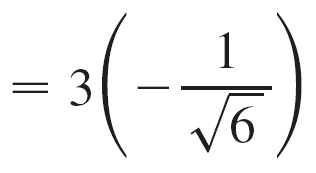 = 3(-1/√6)